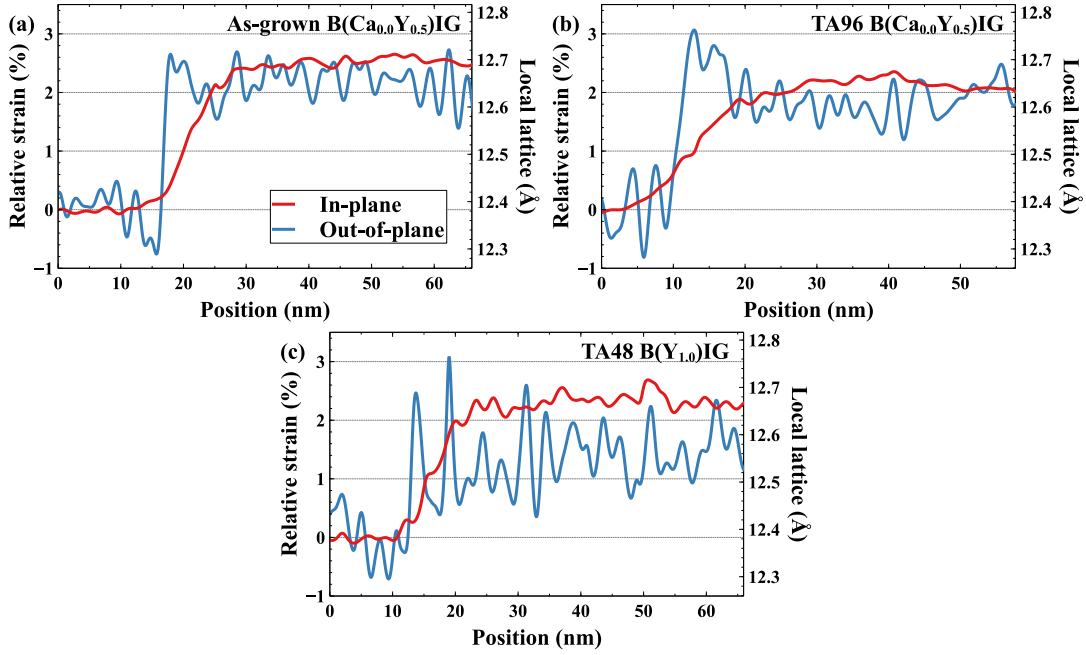 (a) As-grown B(Ca₀.₀Y₀.₅)IG
Relative strain (%)
3
2
1
0
−1
12.8
12.7
12.6
12.5
12.4
12.3
Local lattice (Å)
In-plane
Out-of-plane
0 10 20 30 40 50 60
Position (nm)
(b) TA96 B(Ca₀.₀Y₀.₅)IG
Relative strain (%)
3
2
1
0
−1
12.8
12.7
12.6
12.5
12.4
12.3
Local lattice (Å)
0 10 20 30 40 50
Position (nm)
(c) TA48 B(Y₁.₀)IG
Relative strain (%)
3
2
1
0
−1
12.8
12.7
12.6
12.5
12.4
12.3
Local lattice (Å)
0 10 20 30 40 50 60
Position (nm)